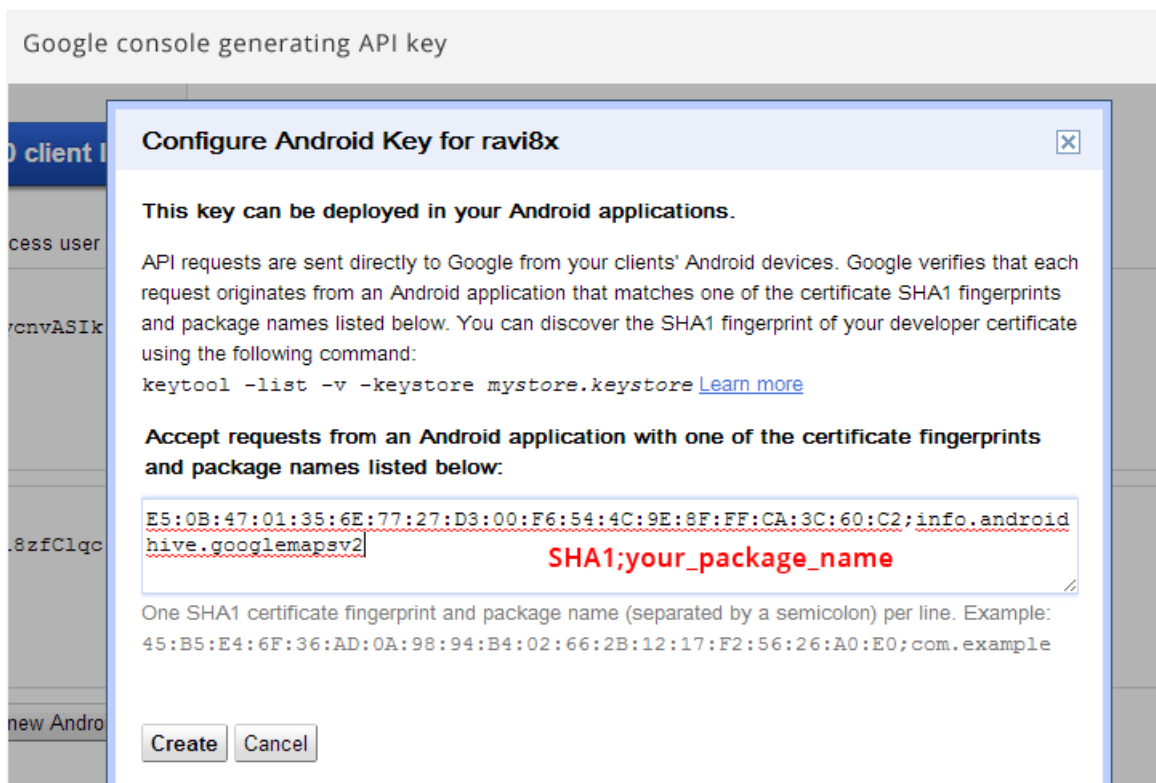 Google console generating API key
0 client I
Configure Android Key for ravi8x
This key can be deployed in your Android applications.
cess user
API requests are sent directly to Google from your clients' Android devices. Google verifies that each
request originates from an Android application that matches one of the certificate SHA1 fingerprints
and package names listed below. You can discover the SHA1 fingerprint of your developer certificate
using the following command:
ycnvASIk
keytool -list -v -keystore mystore.keystore Learn more
Accept requests from an Android application with one of the certificate fingerprints
and package names listed below:
E5:0B:47:01:35:6E:77:27:D3:00:F6:54:4C:9E:8F:FF:CA:3C:60:C2;info.android
hive.googlemapsv2
.8zfClqc
SHA1;your_package_name
One SHA1 certificate fingerprint and package name (separated by a semicolon) per line. Example:
45:B5:E4:6F:36:AD:0A:98:94:B4:02:66:2B:12:17:F2:56:26:A0:E0;com.example
new Andro
Create Cancel